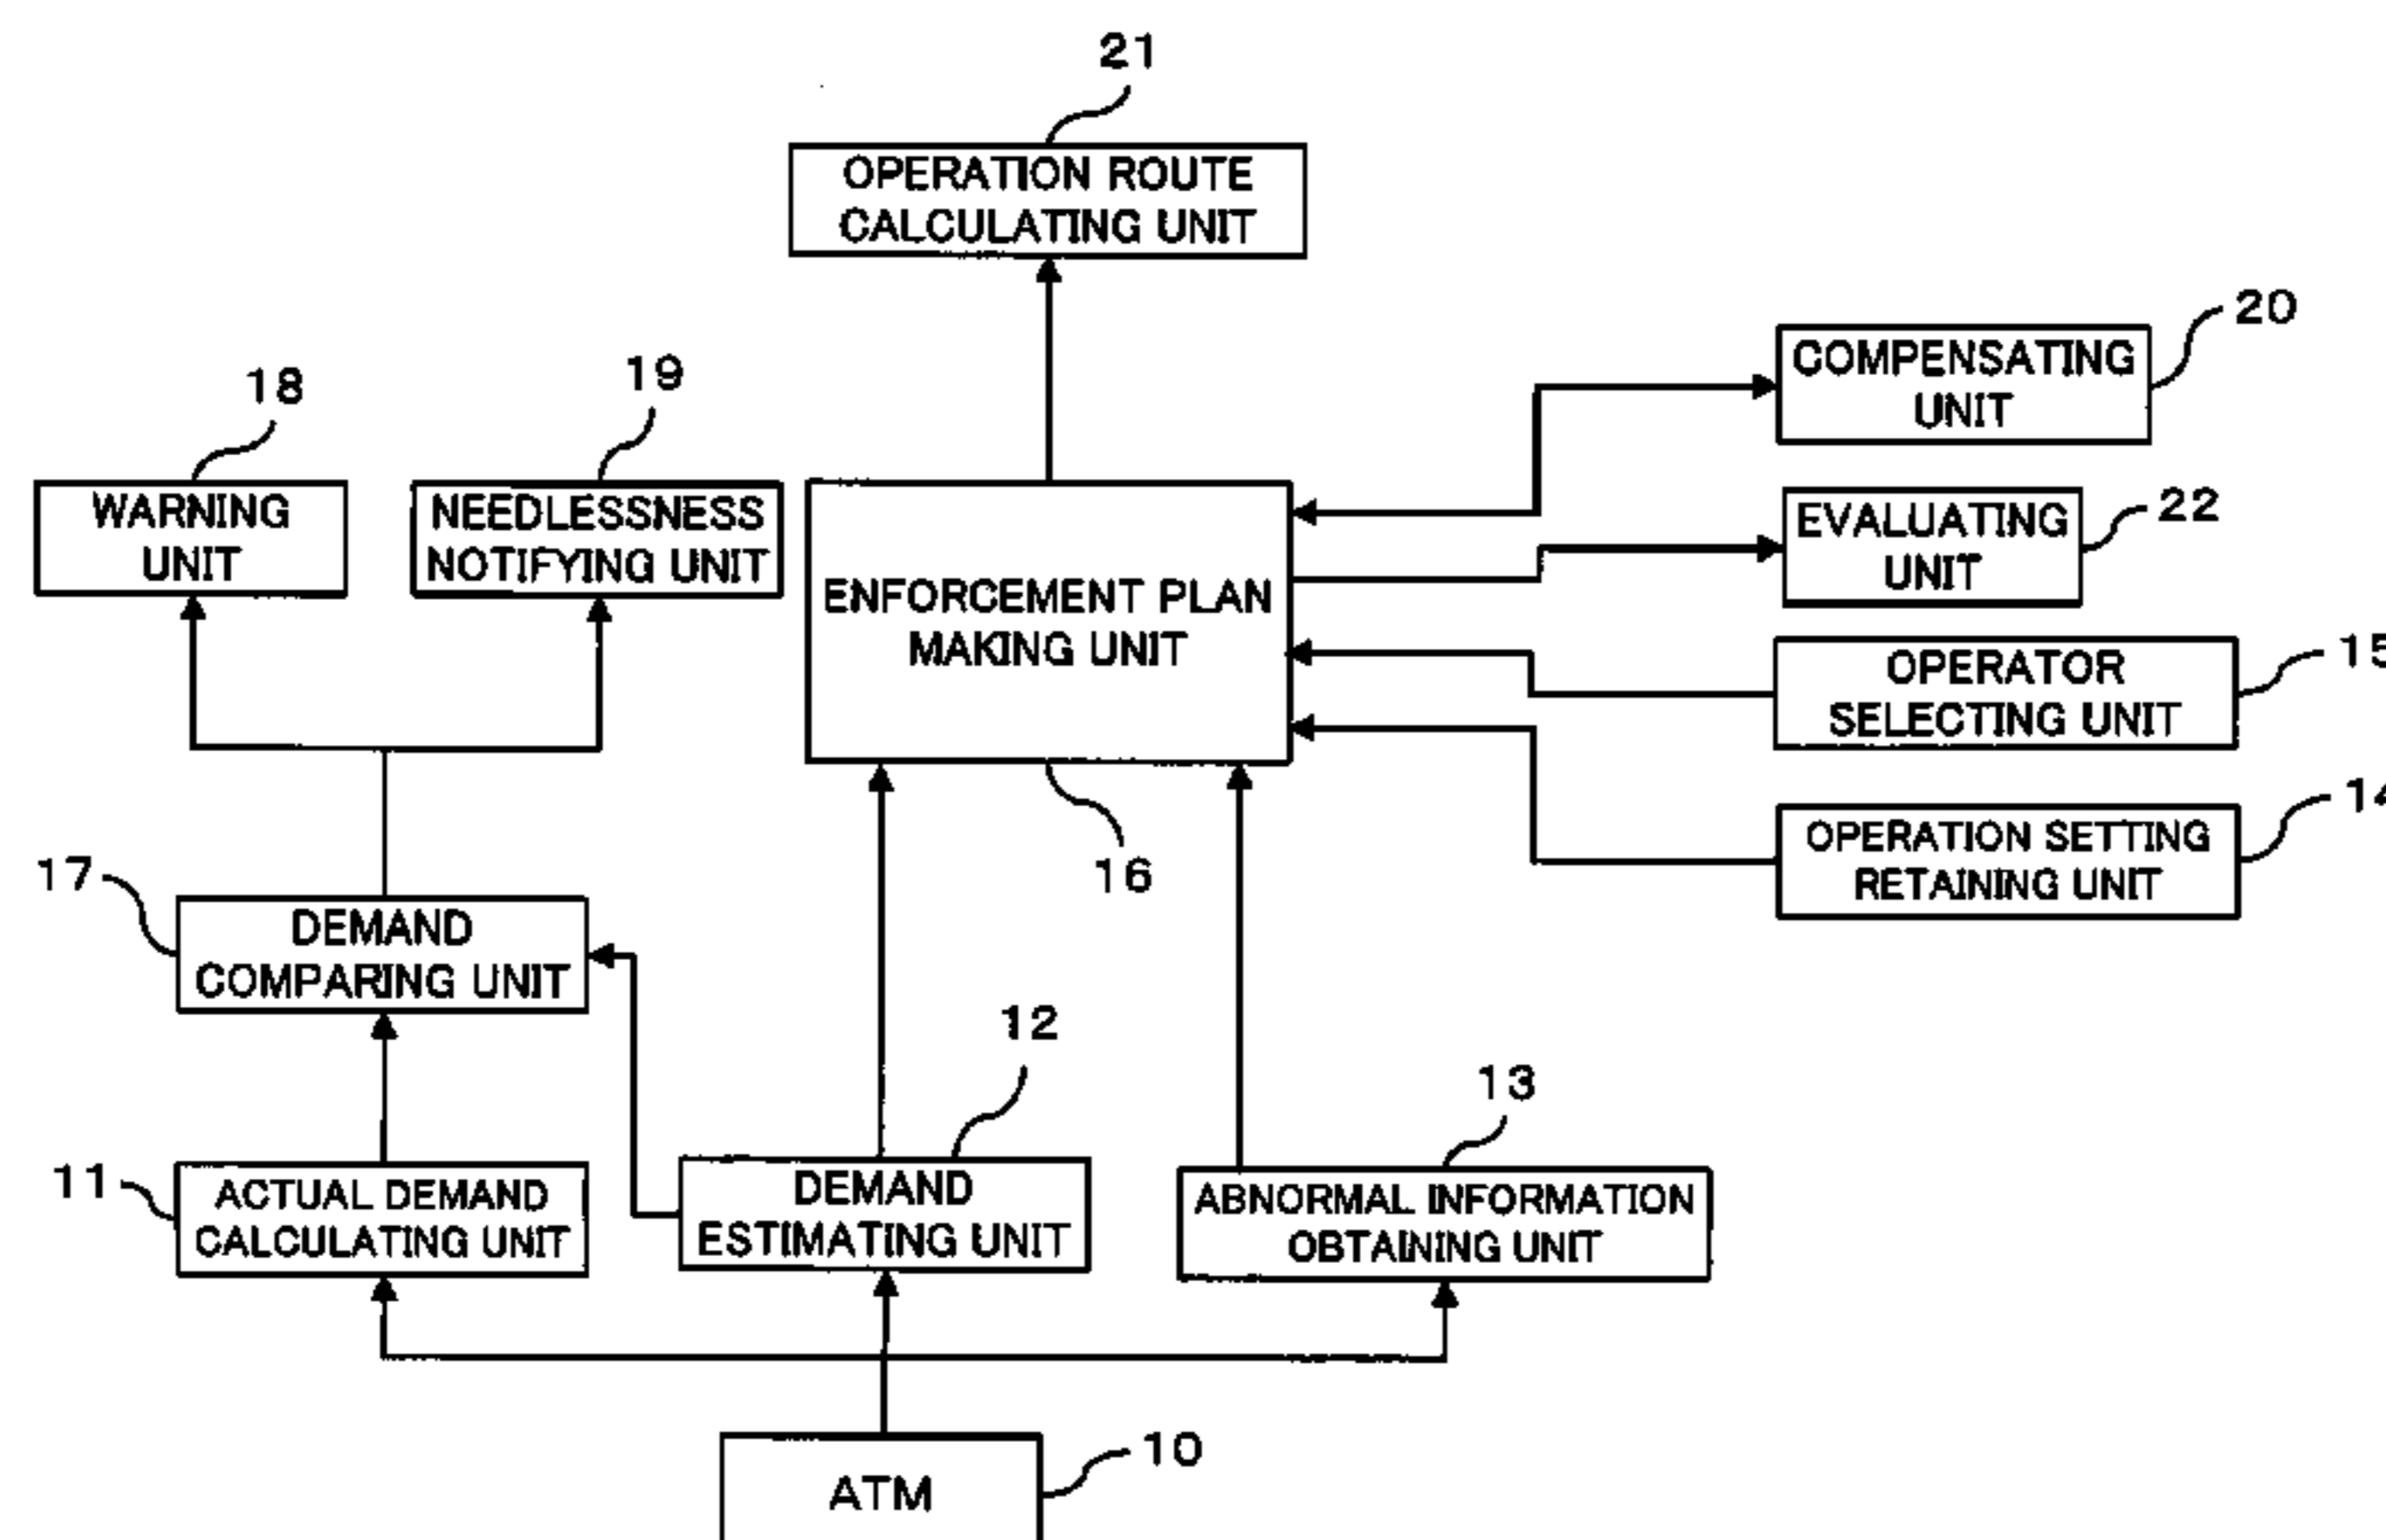 21
OPERATION ROUTE
CALCULATING UNIT
20
COMPENSATING
UNIT
18
19
WARNING
UNIT
NEEDLESSNESS
NOTIFYING UNIT
22
EVALUATING
UNIT
ENFORCEMENT PLAN
MAKING UNIT
15
OPERATOR
SELECTING UNIT
14
OPERATION SETTING
RETAINING UNIT
16
17
DEMAND
COMPARING UNIT
12
13
11
ACTUAL DEMAND
CALCULATING UNIT
DEMAND
ESTIMATING UNIT
ABNORMAL INFORMATION
OBTAINING UNIT
10
ATM